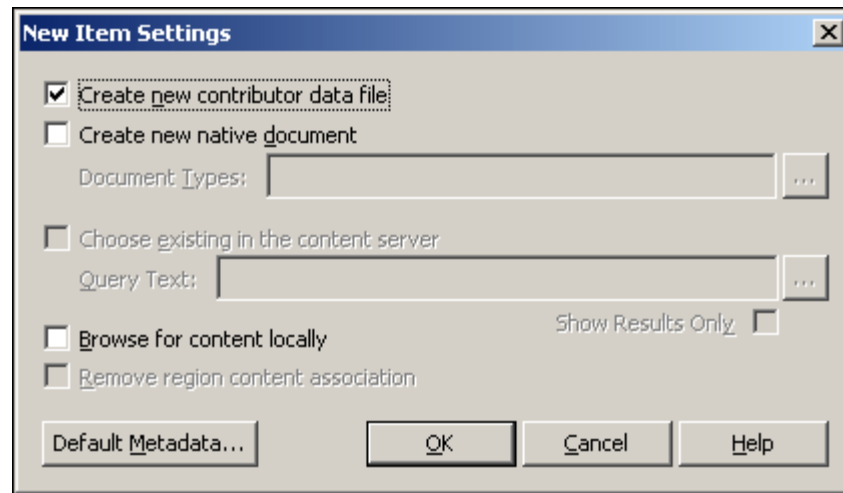 New Item Settings
Create new contributor data file
Create new native document
Document Types:
...
Choose existing in the content server
Query Text:
...
Show Results Only
Browse for content locally
Remove region content association
Default Metadata...
OK
Cancel
Help